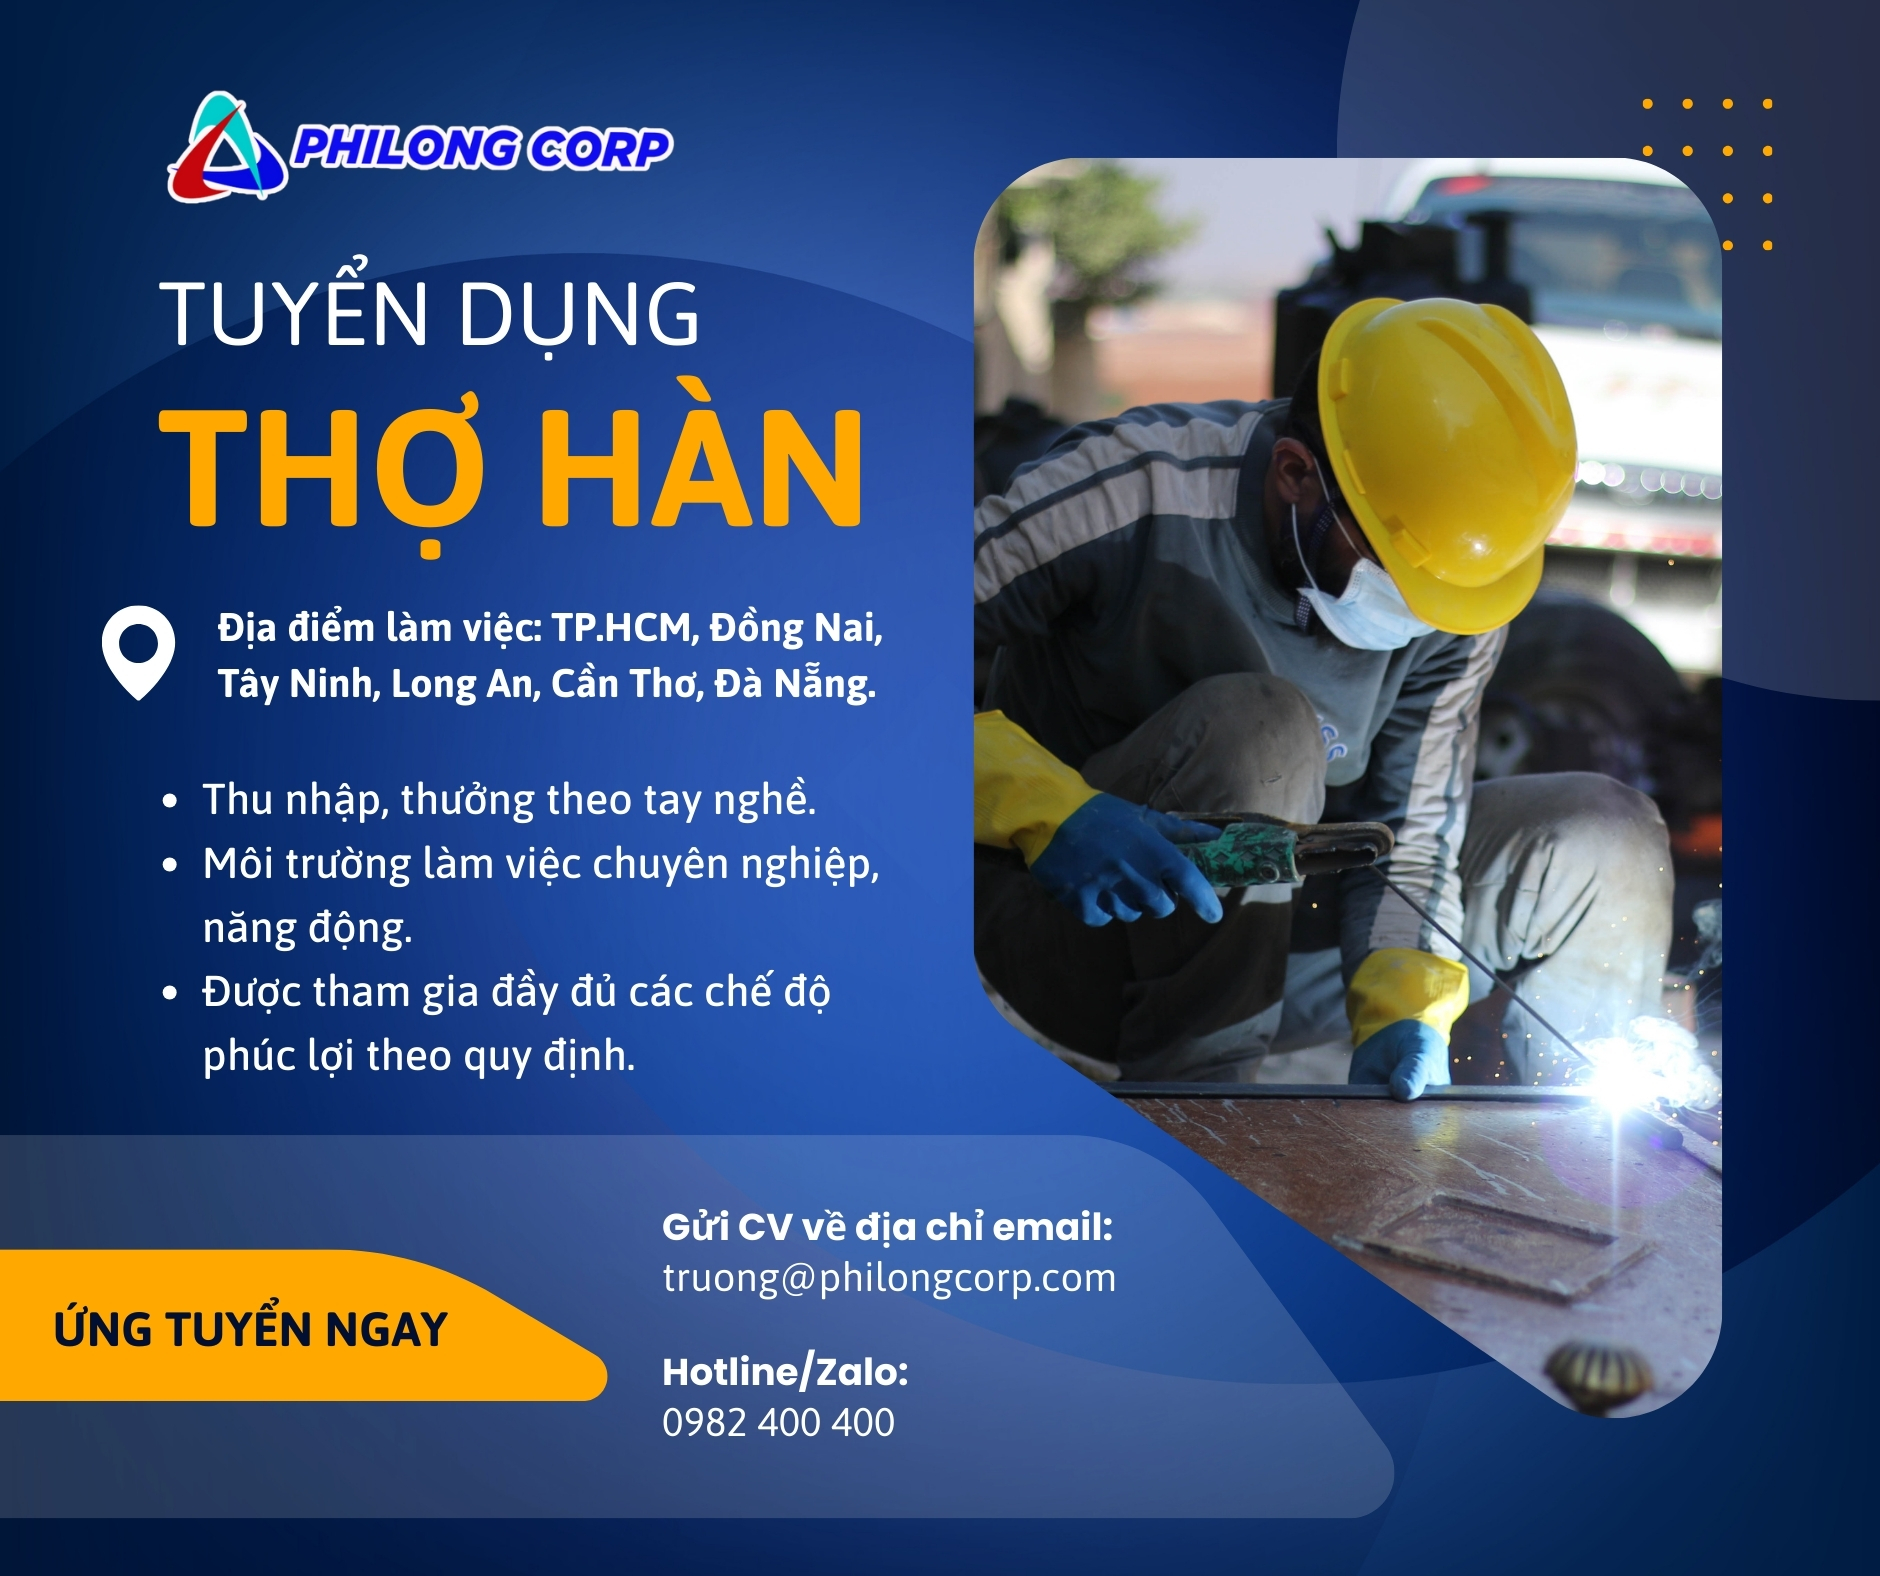 PHILONG CORP
TUYỂN DỤNG
THỢ HÀN
Địa điểm làm việc: TP.HCM, Đồng Nai,
Tây Ninh, Long An, Cần Thơ, Đà Nẵng.
• Thu nhập, thưởng theo tay nghề.
• Môi trường làm việc chuyên nghiệp,
năng động.
• Được tham gia đầy đủ các chế độ
phúc lợi theo quy định.
ỨNG TUYỂN NGAY
Gửi CV về địa chỉ email:
truong@philongcorp.com
Hotline/Zalo:
0982 400 400